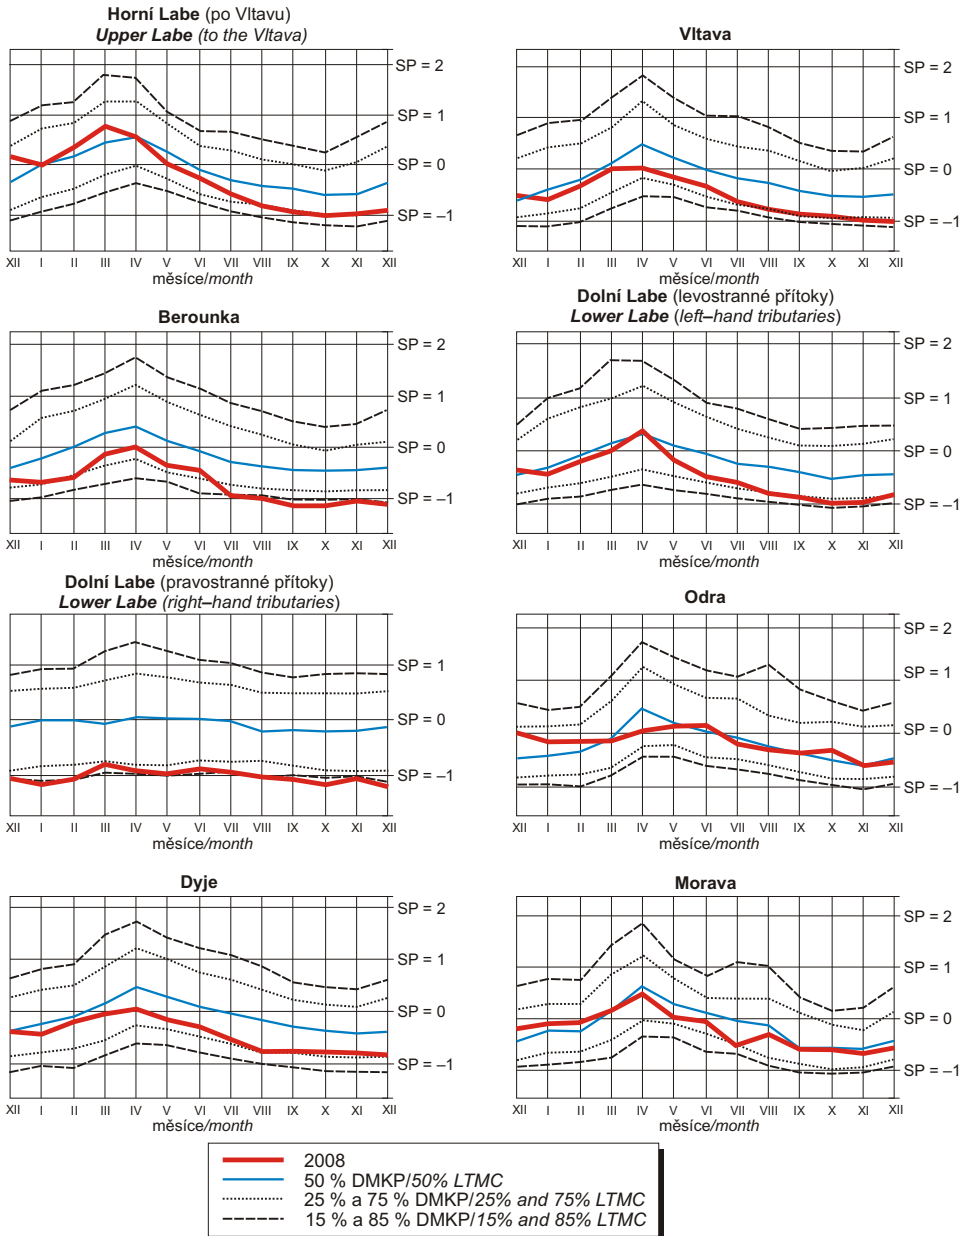 Horní Labe (po Vltavu)
Upper Labe (to the Vltava)
SP = 2
SP = 1
SP = 0
SP = –1
XII I II III IV V VI VII VIII IX X XI XII
měsíce/month
Vltava
SP = 2
SP = 1
SP = 0
SP = –1
XII I II III IV V VI VII VIII IX X XI XII
měsíce/month
Berounka
SP = 2
SP = 1
SP = 0
SP = –1
XII I II III IV V VI VII VIII IX X XI XII
měsíce/month
Dolní Labe (levostranné přítoky)
Lower Labe (left–hand tributaries)
SP = 2
SP = 1
SP = 0
SP = –1
XII I II III IV V VI VII VIII IX X XI XII
měsíce/month
Dolní Labe (pravostranné přítoky)
Lower Labe (right–hand tributaries)
SP = 1
SP = 0
SP = –1
XII I II III IV V VI VII VIII IX X XI XII
měsíce/month
Odra
SP = 2
SP = 1
SP = 0
SP = –1
XII I II III IV V VI VII VIII IX X XI XII
měsíce/month
Dyje
SP = 2
SP = 1
SP = 0
SP = –1
XII I II III IV V VI VII VIII IX X XI XII
měsíce/month
Morava
SP = 2
SP = 1
SP = 0
SP = –1
XII I II III IV V VI VII VIII IX X XI XII
měsíce/month
2008
50 % DMKP/50% LTMC
25 % a 75 % DMKP/25% and 75% LTMC
15 % a 85 % DMKP/15% and 85% LTMC